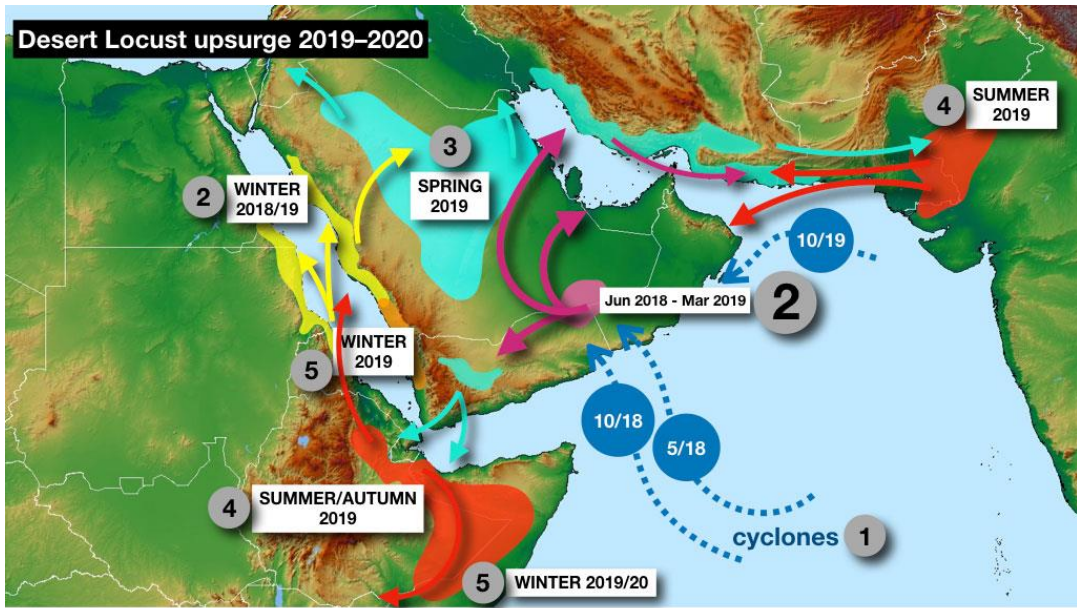 Desert Locust upsurge 2019–2020
4
SUMMER
2019
3
SPRING
2019
2
WINTER
2018/19
10/19
Jun 2018 - Mar 2019
2
WINTER
2019
5
10/18
5/18
4
SUMMER/AUTUMN
2019
cyclones
1
5
WINTER 2019/20